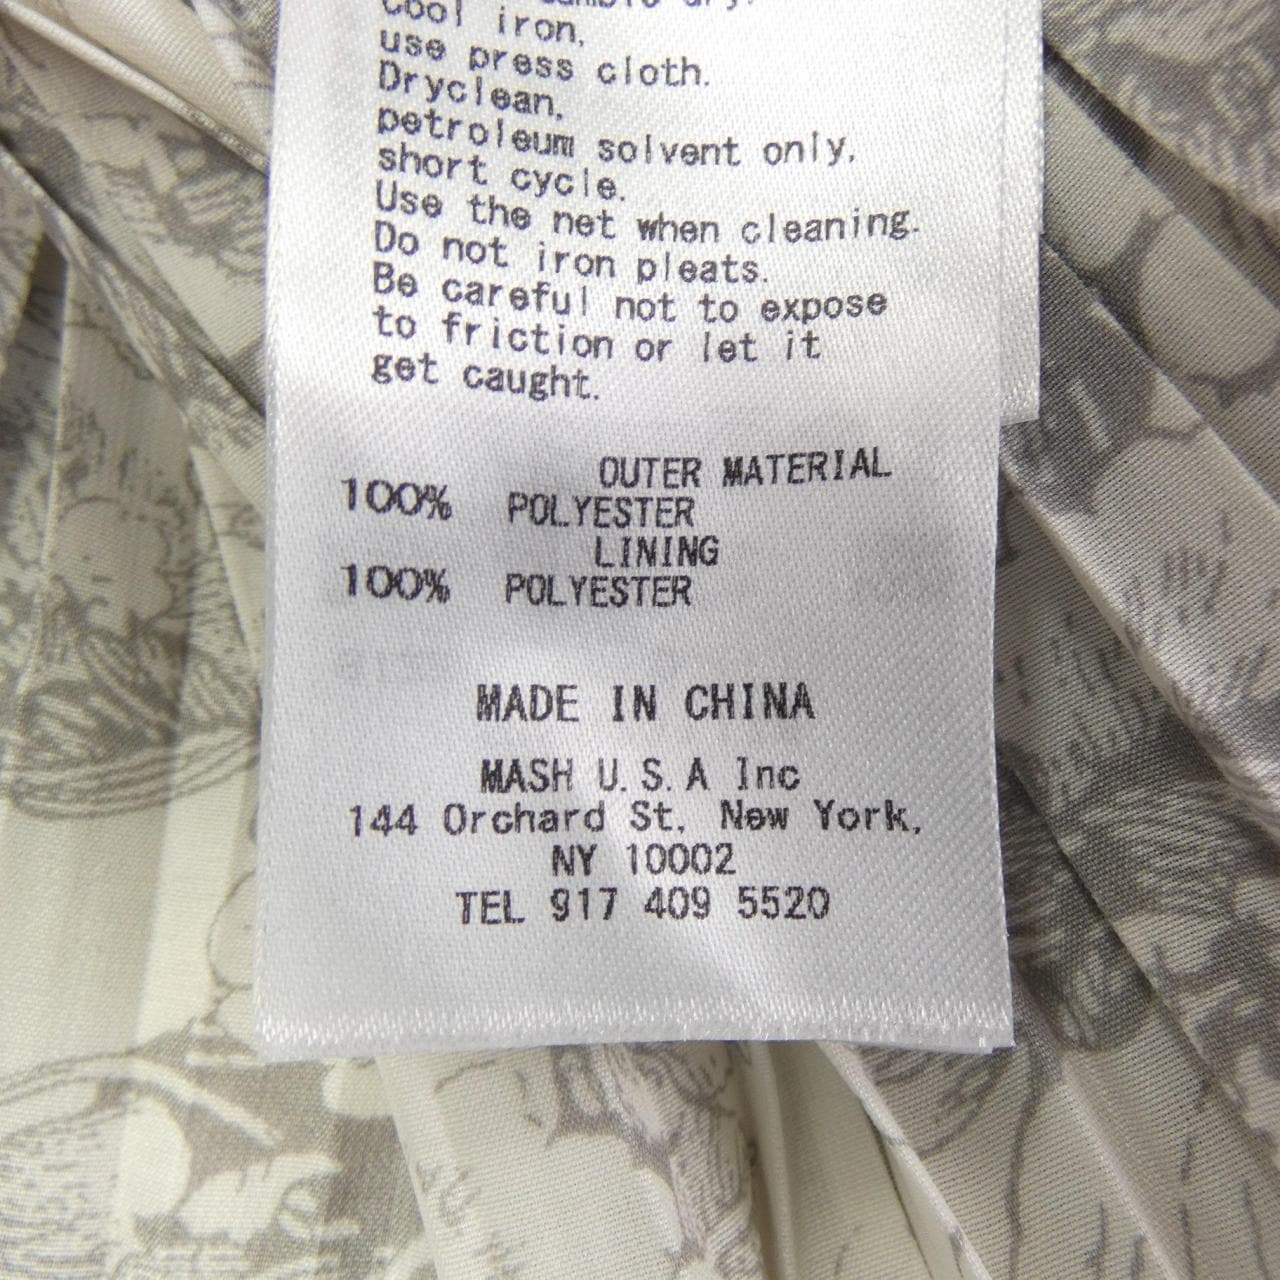 dry.
Cool iron,
use press cloth.
Dryclean,
petroleum solvent only,
short cycle.
Use the net when cleaning.
Do not iron pleats.
Be careful not to expose
to friction or let it
get caught.
OUTER MATERIAL
100% POLYESTER
LINING
100% POLYESTER
MADE IN CHINA
MASH U.S.A Inc
144 Orchard St, New York,
NY 10002
TEL 917 409 5520